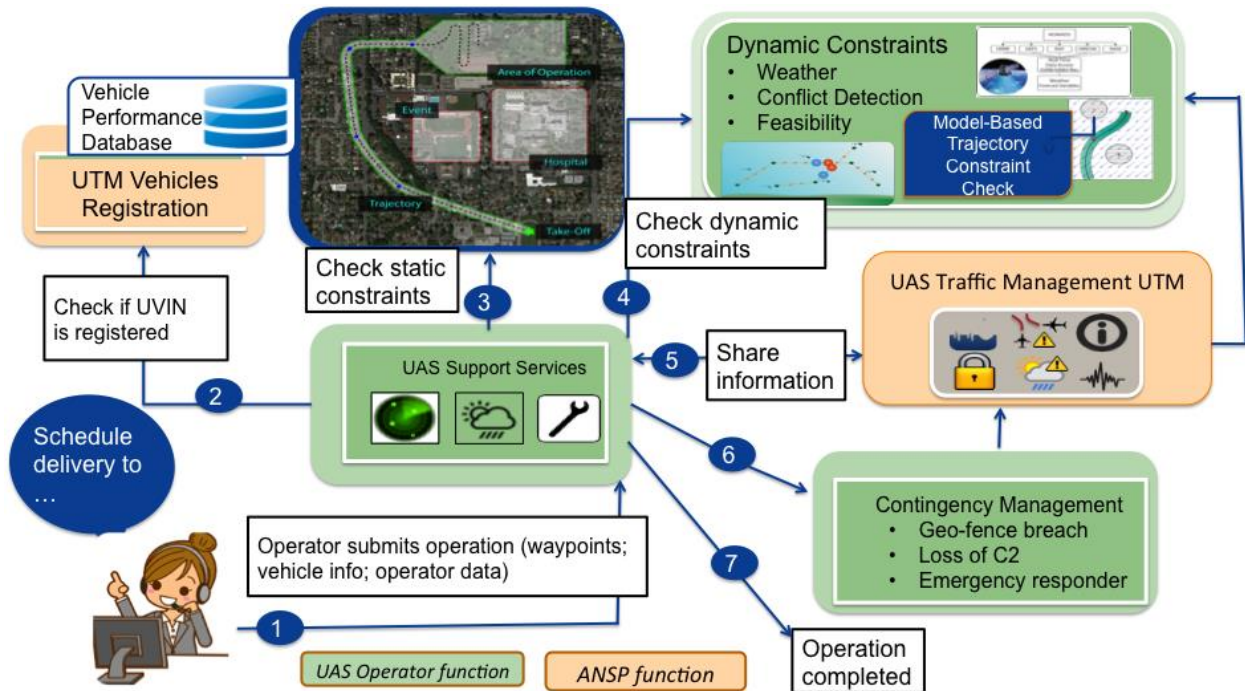 Vehicle
Performance
Database
UTM Vehicles
Registration
Area of Operation
Event
Hospital
Trajectory
Take-Off
Dynamic Constraints
• Weather
• Conflict Detection
• Feasibility
Model-Based
Trajectory
Constraint
Check
Check if UVIN
is registered
Check static
constraints
3
4
Check dynamic
constraints
UAS Traffic Management UTM
2
UAS Support Services
5
Share
information
6
Schedule
delivery to
…
Contingency Management
• Geo-fence breach
• Loss of C2
• Emergency responder
Operator submits operation (waypoints;
vehicle info; operator data)
7
1
Operation
completed
UAS Operator function
ANSP function